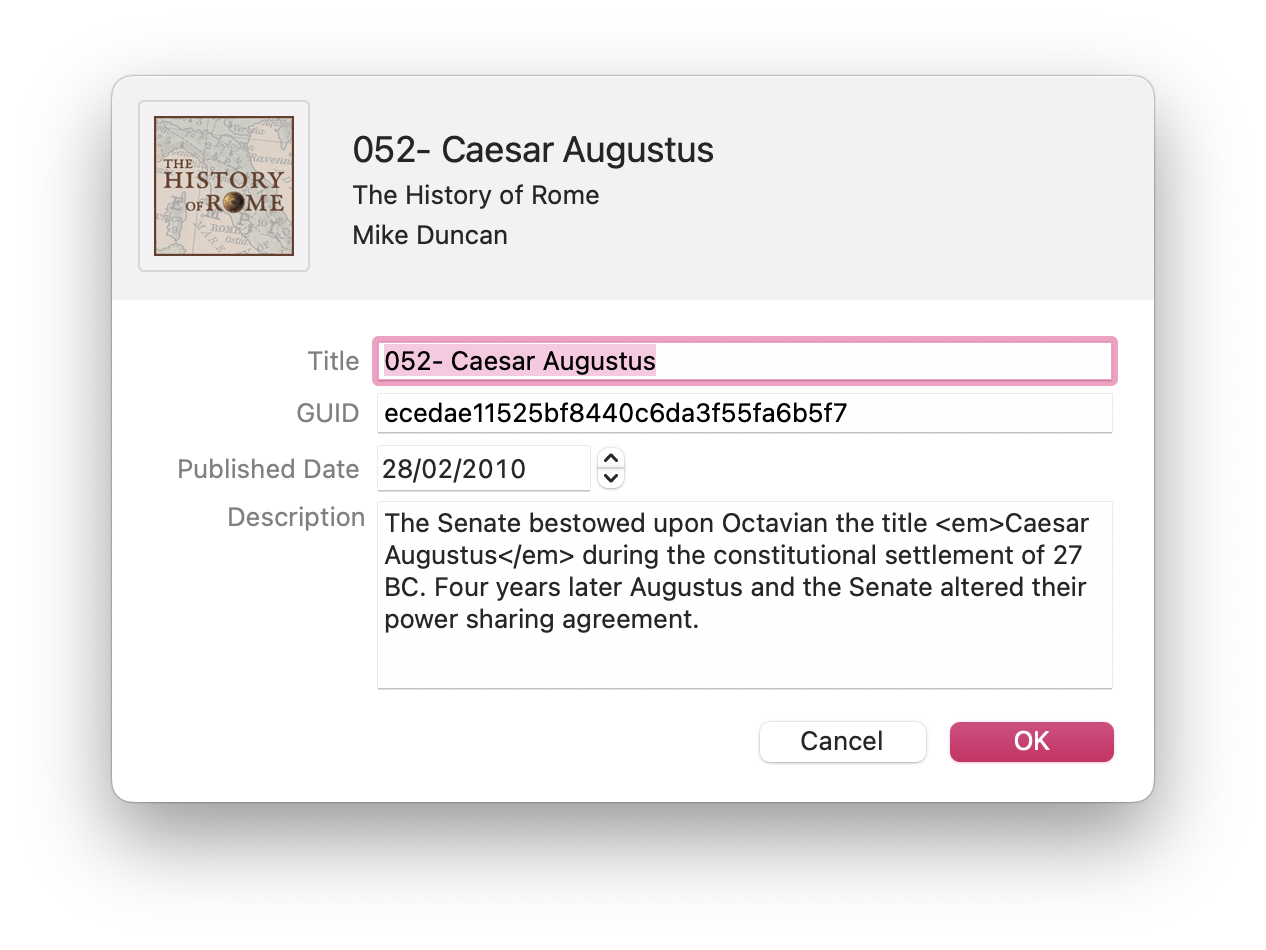 THE
HISTORY
OF ROME
052- Caesar Augustus
The History of Rome
Mike Duncan
Title
052- Caesar Augustus
GUID
ecedae11525bf8440c6da3f55fa6b5f7
Published Date
28/02/2010
Description
The Senate bestowed upon Octavian the title <em>Caesar
Augustus</em> during the constitutional settlement of 27
BC. Four years later Augustus and the Senate altered their
power sharing agreement.
Cancel
OK